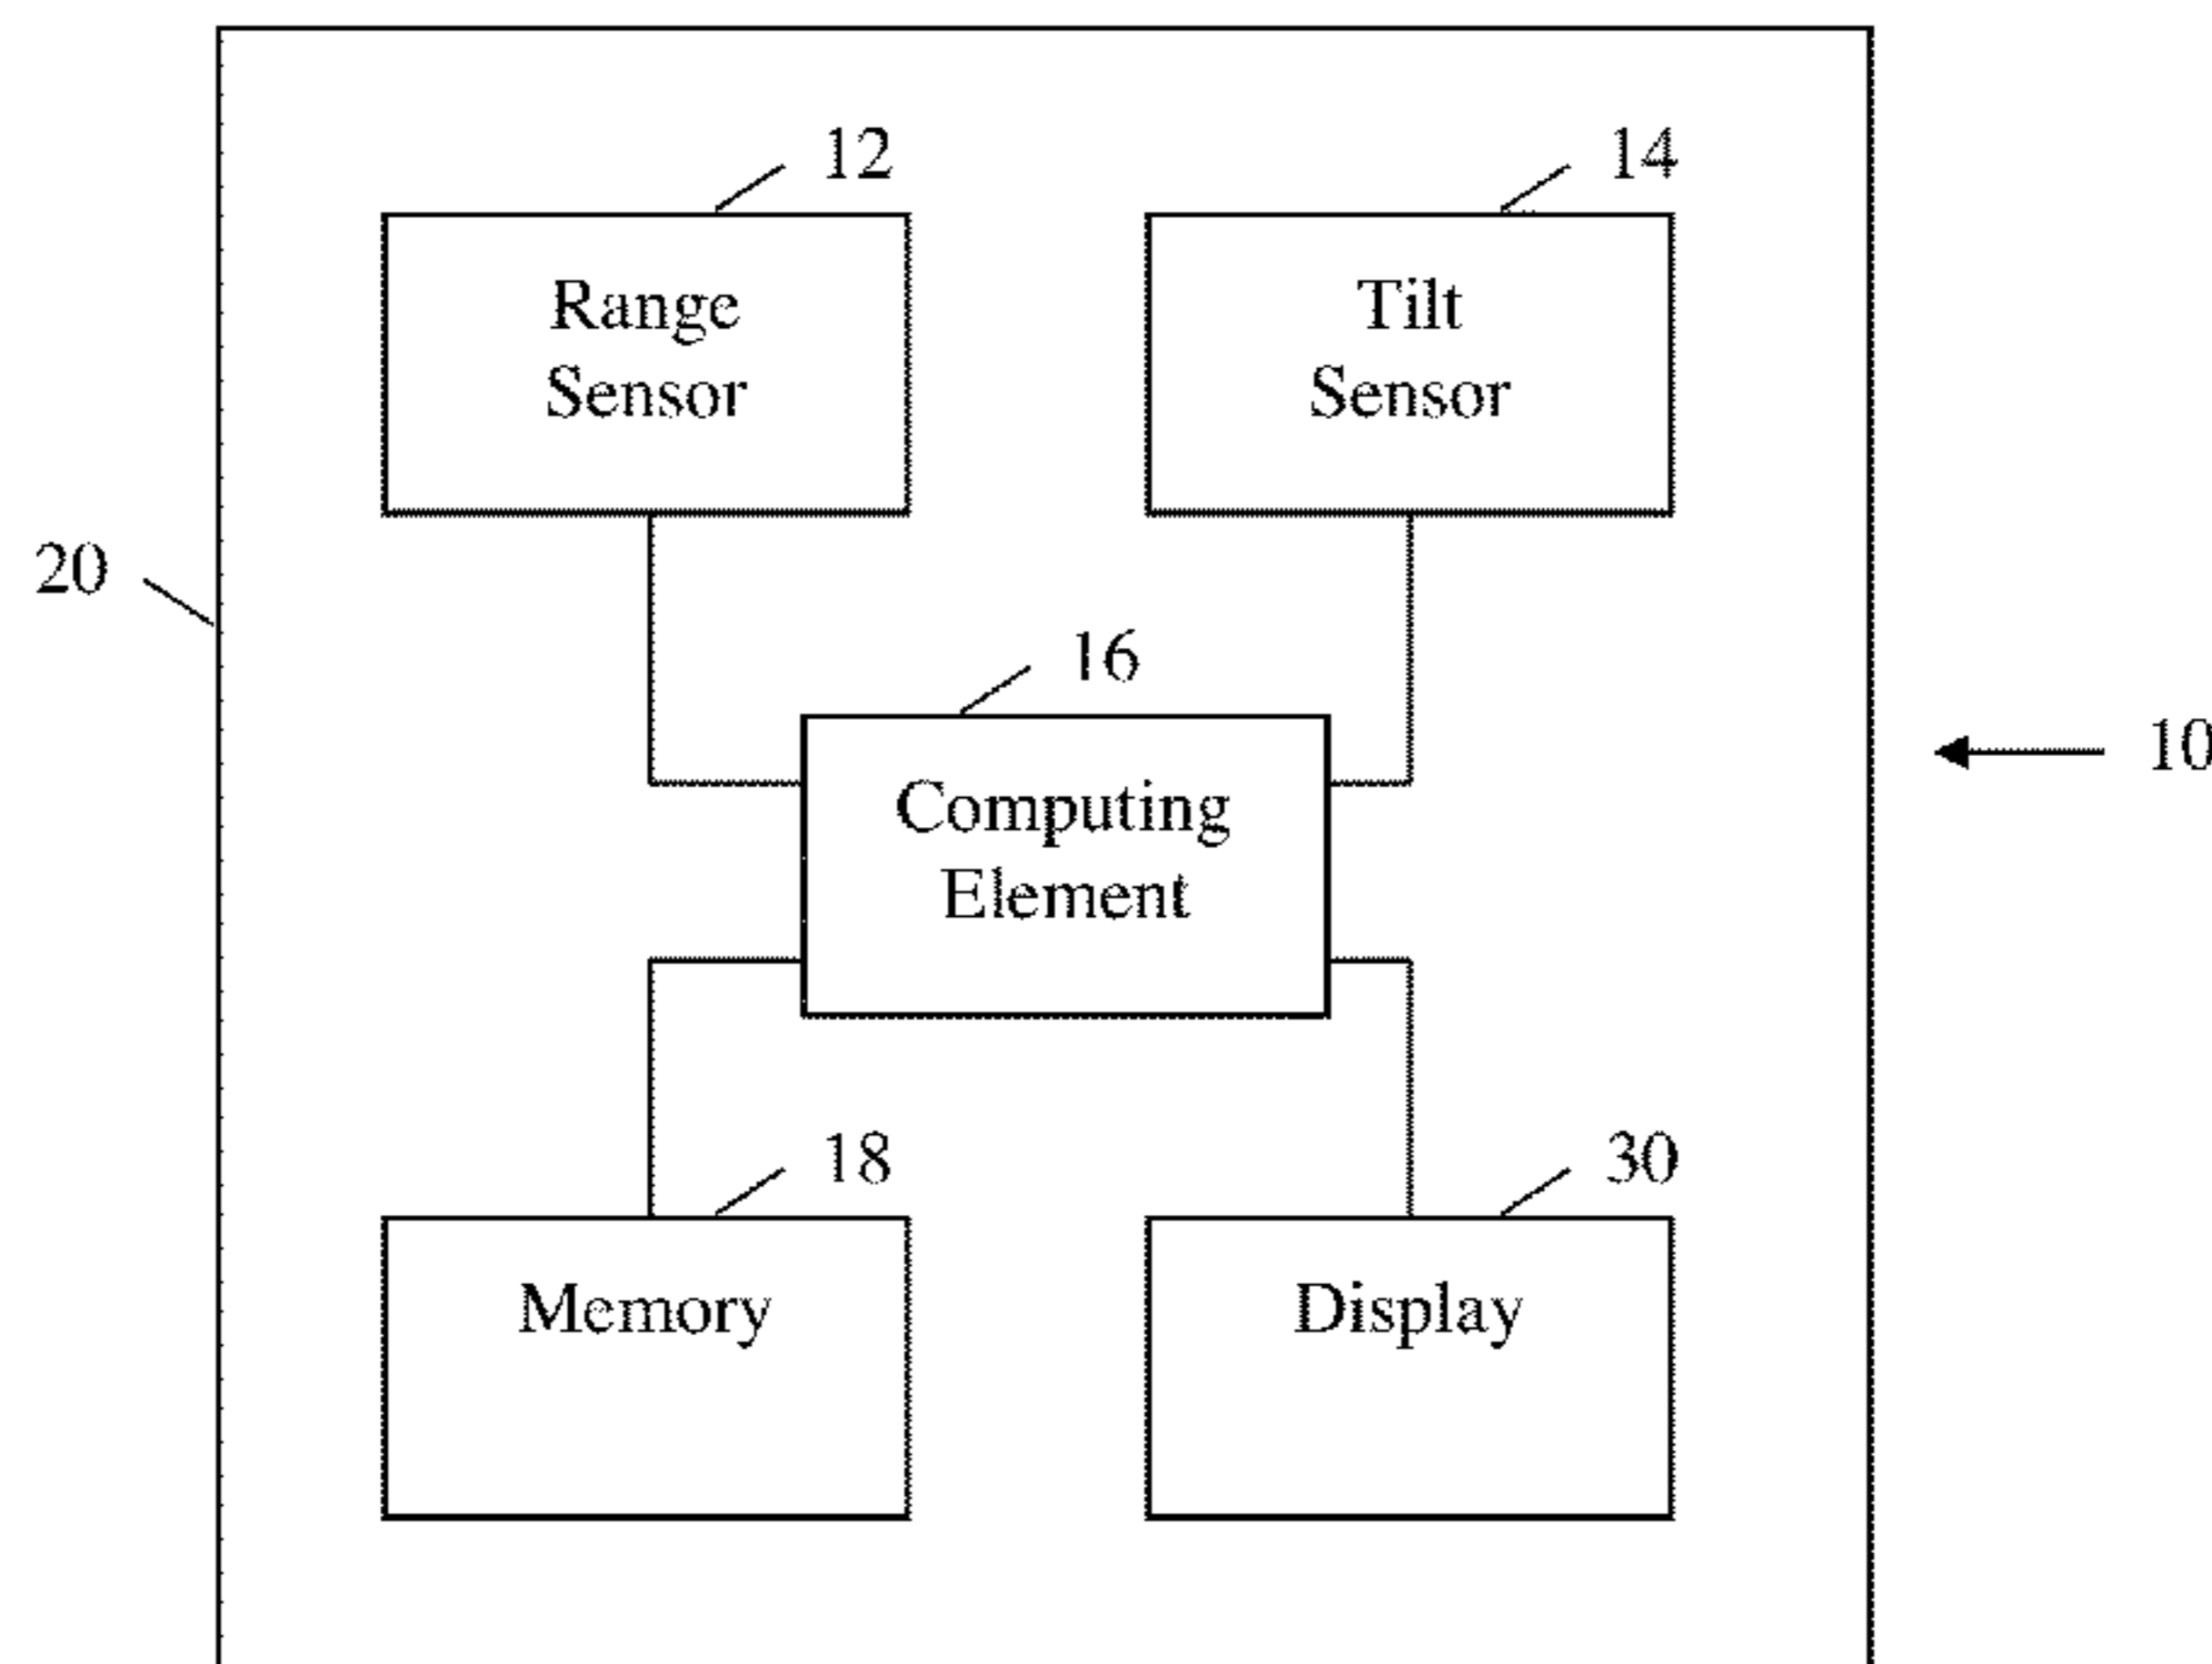 12
14
Range
Sensor
Tilt
Sensor
20
16
10
Computing
Element
18
30
Memory
Display